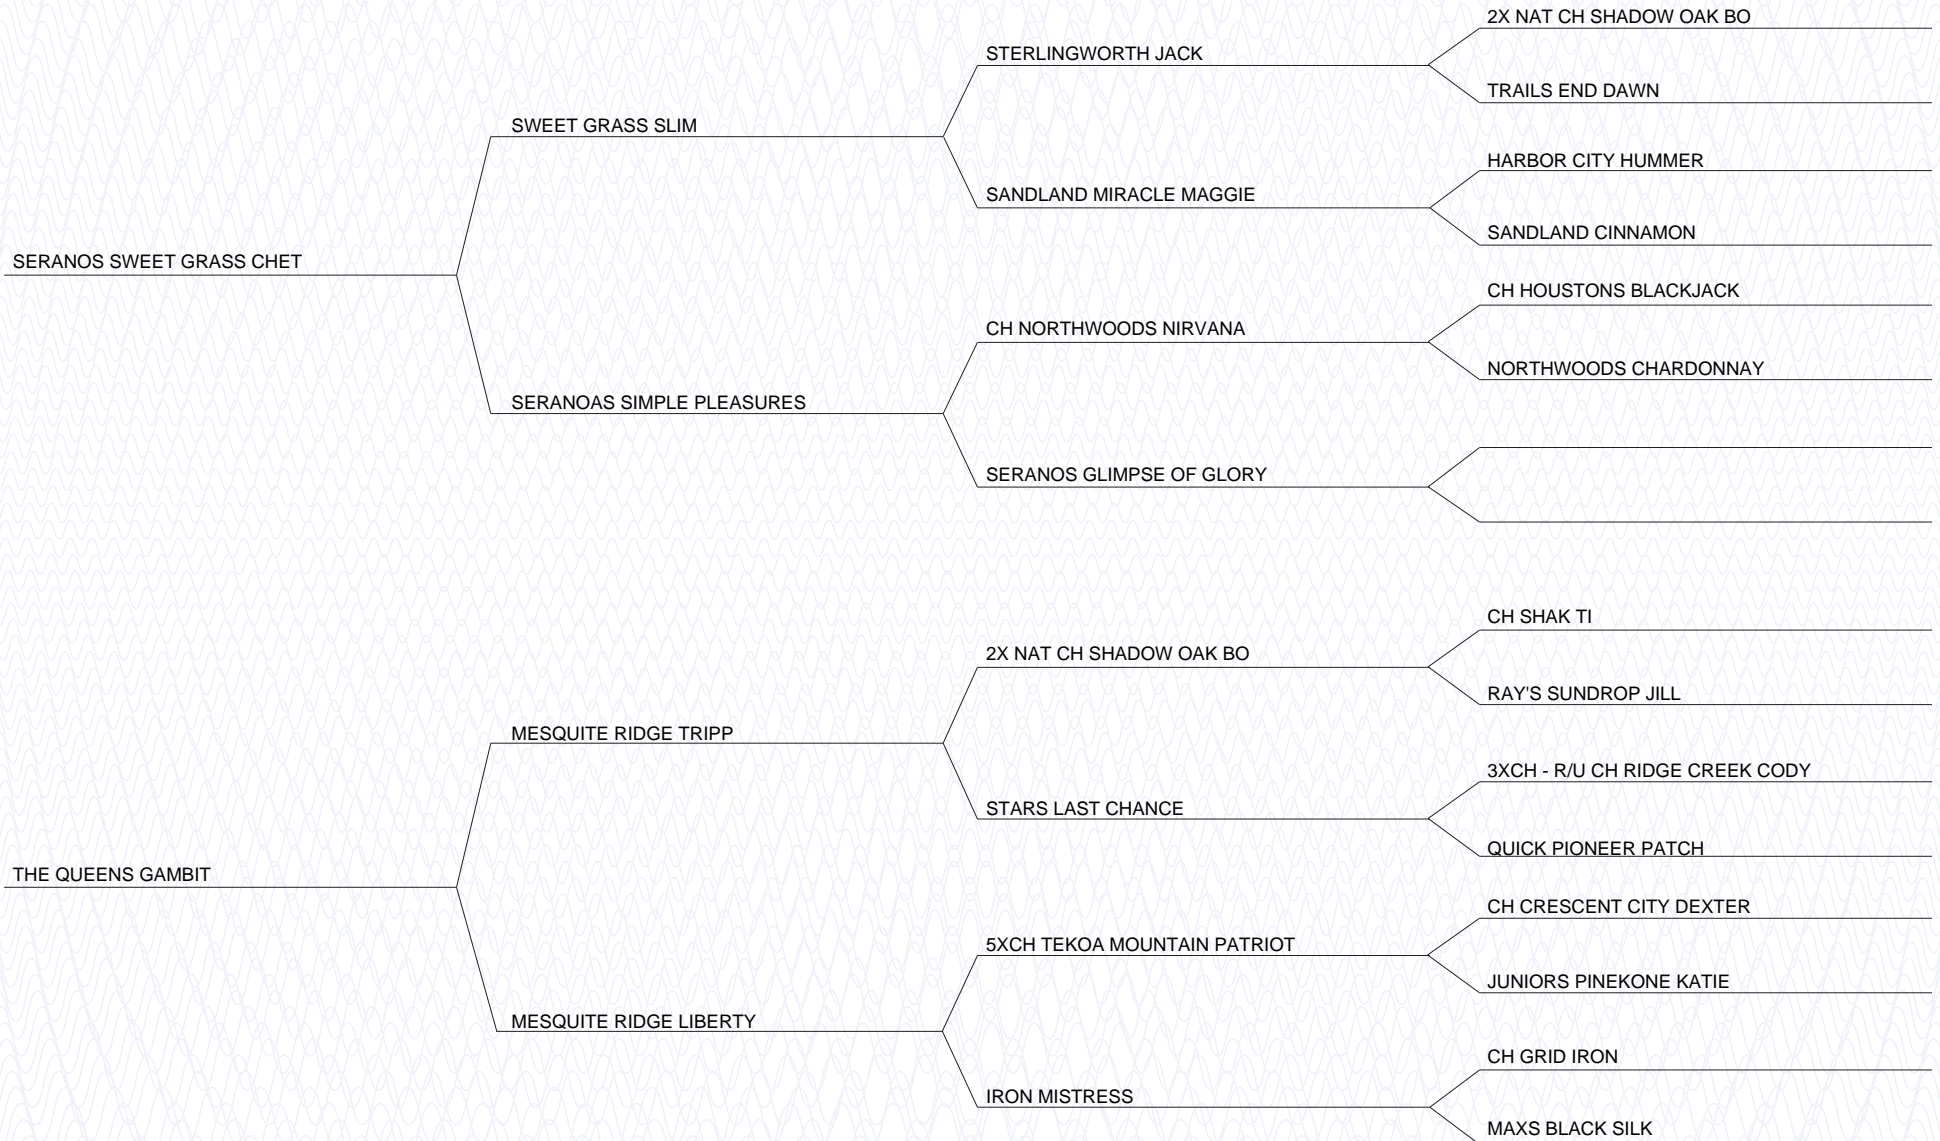 2X NAT CH SHADOW OAK BO
STERLINGWORTH JACK
TRAILS END DAWN
SWEET GRASS SLIM
HARBOR CITY HUMMER
SANDLAND MIRACLE MAGGIE
SANDLAND CINNAMON
SERANOS SWEET GRASS CHET
CH HOUSTONS BLACKJACK
CH NORTHWOODS NIRVANA
NORTHWOODS CHARDONNAY
SERANOAS SIMPLE PLEASURES
SERANOS GLIMPSE OF GLORY
CH SHAK TI
2X NAT CH SHADOW OAK BO
RAY'S SUNDROP JILL
MESQUITE RIDGE TRIPP
3XCH - R/U CH RIDGE CREEK CODY
STARS LAST CHANCE
QUICK PIONEER PATCH
THE QUEENS GAMBIT
CH CRESCENT CITY DEXTER
5XCH TEKOA MOUNTAIN PATRIOT
JUNIORS PINEKONE KATIE
MESQUITE RIDGE LIBERTY
CH GRID IRON
IRON MISTRESS
MAXS BLACK SILK